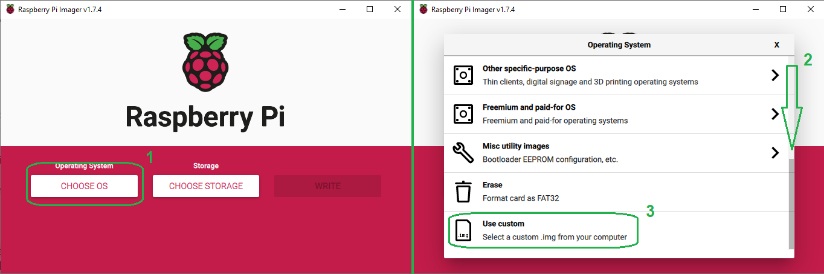 Raspberry Pi Imager v1.7.4
Raspberry Pi
Operating System
Storage
1
CHOOSE OS
CHOOSE STORAGE
WRITE
Raspberry Pi Imager v1.7.4
Operating System
X
2
Other specific-purpose OS
Thin clients, digital signage and 3D printing operating systems
Freemium and paid-for OS
Freemium and paid-for operating systems
Misc utility images
Bootloader EEPROM configuration, etc.
Erase
Format card as FAT32
3
Use custom
.img
Select a custom .img from your computer